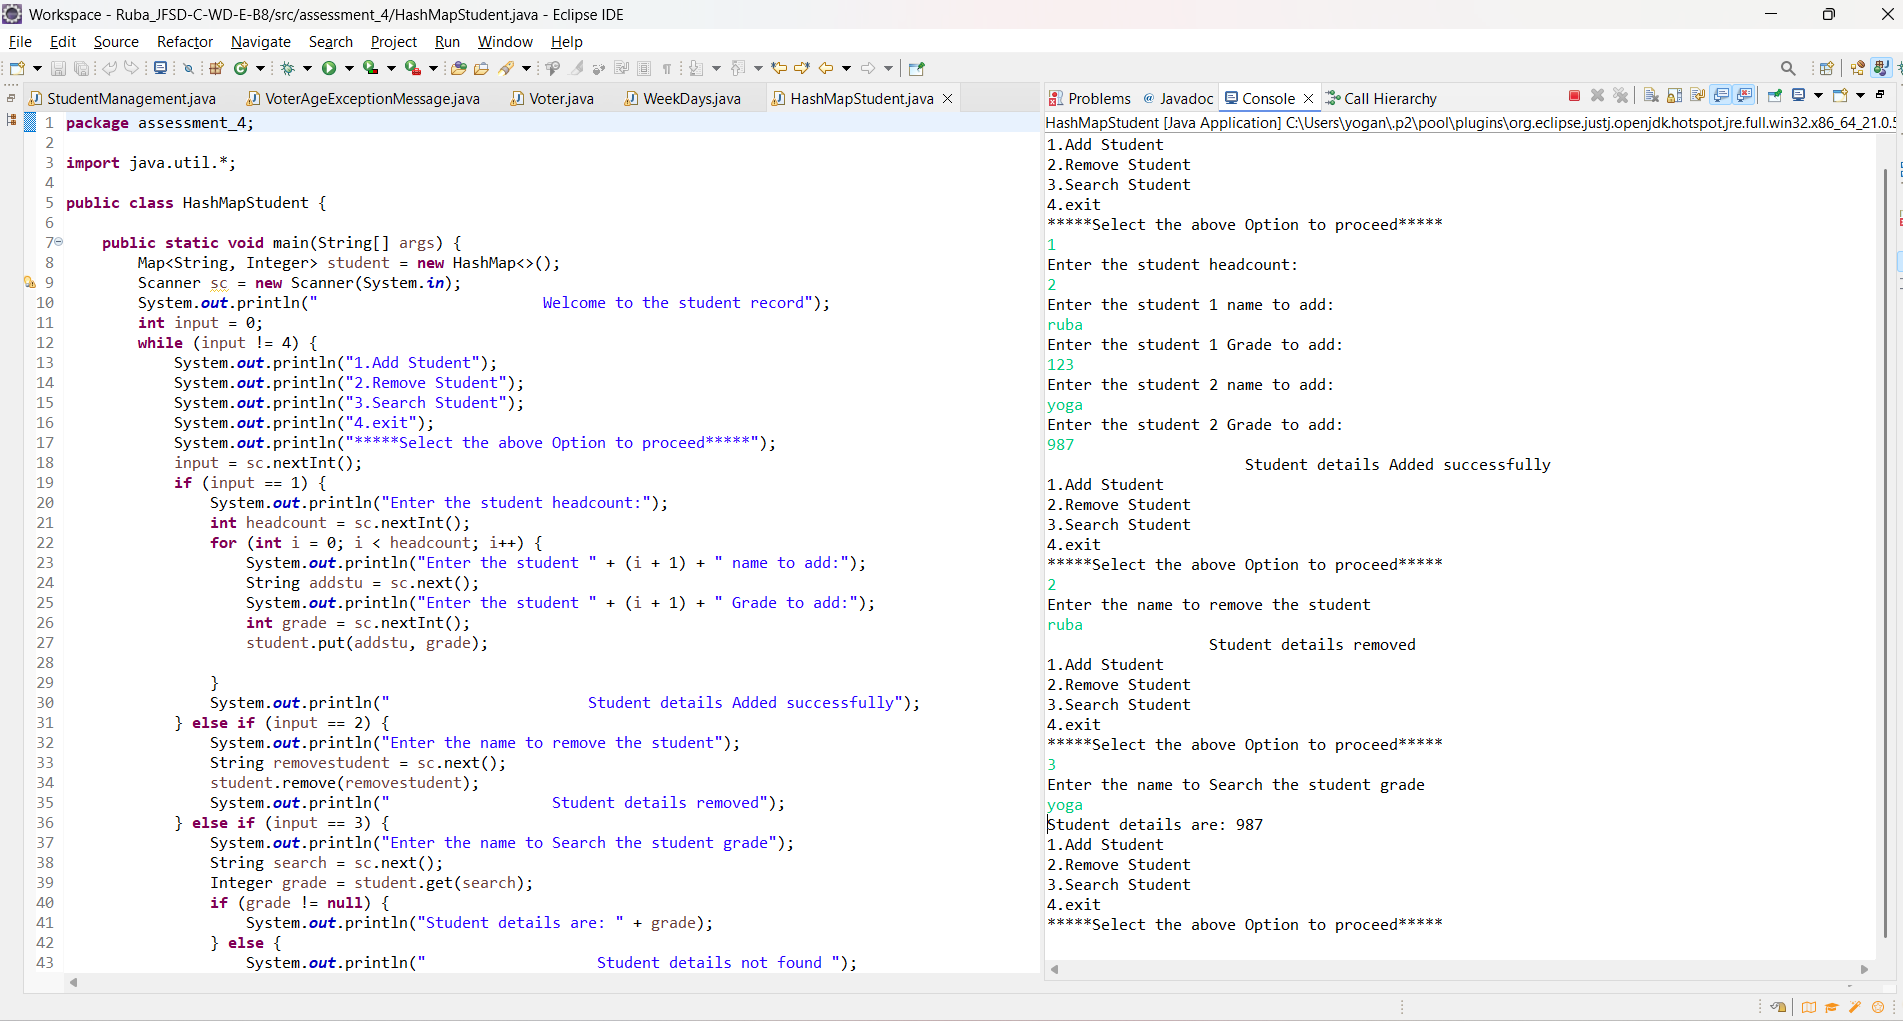 Workspace - Ruba_JFSD-C-WD-E-B8/src/assessment_4/HashMapStudent.java - Eclipse IDE
File Edit Source Refactor Navigate Search Project Run Window Help
StudentManagement.java VoterAgeExceptionMessage.java Voter.java WeekDays.java HashMapStudent.java
1 package assessment_4;
2
3 import java.util.*;
4
5 public class HashMapStudent {
6
7 public static void main(String[] args) {
8 Map<String, Integer> student = new HashMap<>();
9 Scanner sc = new Scanner(System.in);
10 System.out.println("                         Welcome to the student record");
11 int input = 0;
12 while (input != 4) {
13 System.out.println("1.Add Student");
14 System.out.println("2.Remove Student");
15 System.out.println("3.Search Student");
16 System.out.println("4.exit");
17 System.out.println("*****Select the above Option to proceed*****");
18 input = sc.nextInt();
19 if (input == 1) {
20 System.out.println("Enter the student headcount:");
21 int headcount = sc.nextInt();
22 for (int i = 0; i < headcount; i++) {
23 System.out.println("Enter the student " + (i + 1) + " name to add:");
24 String addstu = sc.next();
25 System.out.println("Enter the student " + (i + 1) + " Grade to add:");
26 int grade = sc.nextInt();
27 student.put(addstu, grade);
28
29 }
30 System.out.println("                      Student details Added successfully");
31 } else if (input == 2) {
32 System.out.println("Enter the name to remove the student");
33 String removestudent = sc.next();
34 student.remove(removestudent);
35 System.out.println("                  Student details removed");
36 } else if (input == 3) {
37 System.out.println("Enter the name to Search the student grade");
38 String search = sc.next();
39 Integer grade = student.get(search);
40 if (grade != null) {
41 System.out.println("Student details are: " + grade);
42 } else {
43 System.out.println("                   Student details not found ");
Problems Javadoc Console Call Hierarchy
HashMapStudent [Java Application] C:\Users\yogan\.p2\pool\plugins\org.eclipse.justj.openjdk.hotspot.jre.full.win32.x86_64_21.0.5
1.Add Student
2.Remove Student
3.Search Student
4.exit
*****Select the above Option to proceed*****
1
Enter the student headcount:
2
Enter the student 1 name to add:
ruba
Enter the student 1 Grade to add:
123
Enter the student 2 name to add:
yoga
Enter the student 2 Grade to add:
987
Student details Added successfully
1.Add Student
2.Remove Student
3.Search Student
4.exit
*****Select the above Option to proceed*****
2
Enter the name to remove the student
ruba
Student details removed
1.Add Student
2.Remove Student
3.Search Student
4.exit
*****Select the above Option to proceed*****
3
Enter the name to Search the student grade
yoga
Student details are: 987
1.Add Student
2.Remove Student
3.Search Student
4.exit
*****Select the above Option to proceed*****